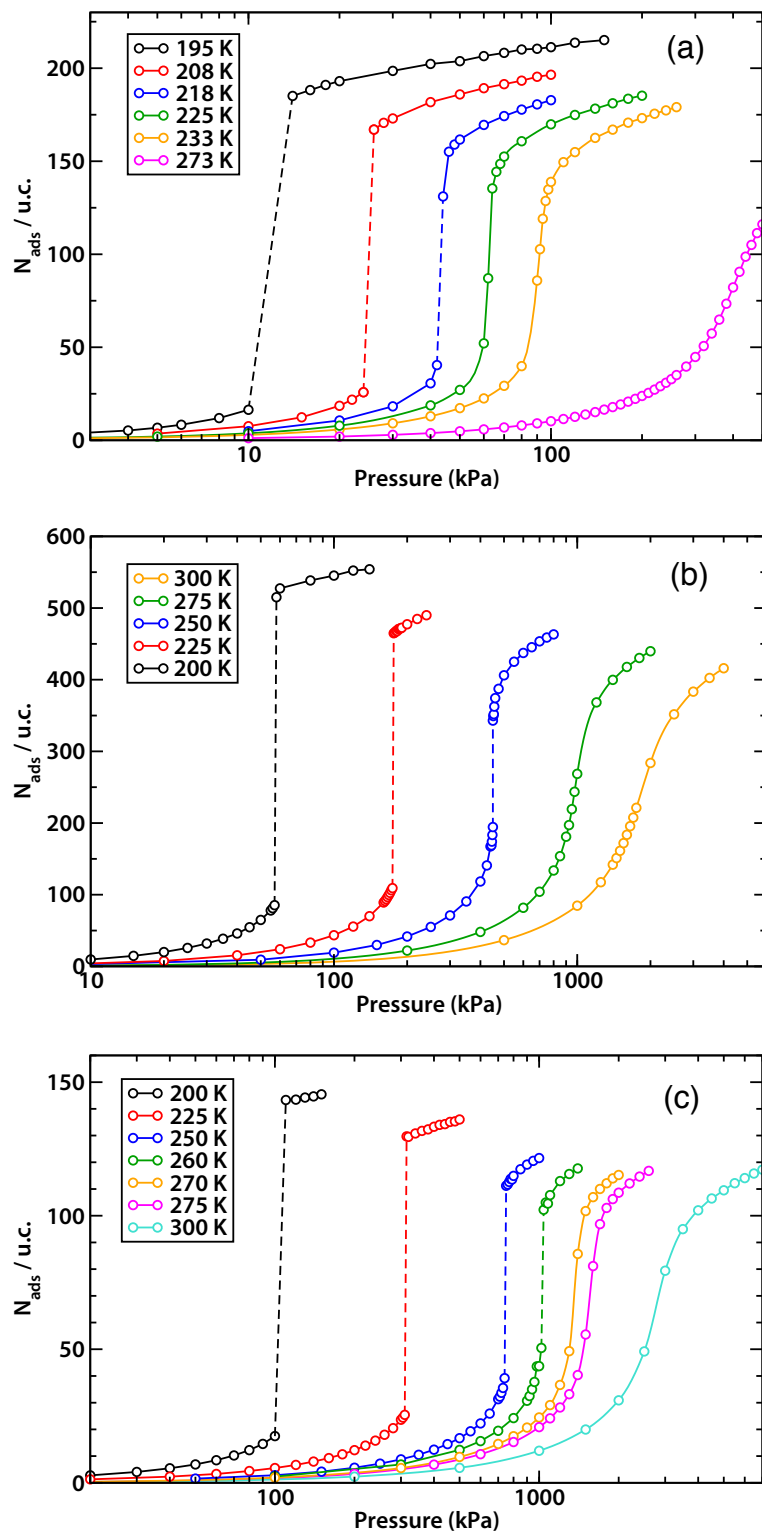 (a)
195 K
208 K
218 K
225 K
233 K
273 K
200
150
100
50
0
N_ads / u.c.
10 100
Pressure (kPa)
(b)
300 K
275 K
250 K
225 K
200 K
600
500
400
300
200
100
0
N_ads / u.c.
10 100 1000
Pressure (kPa)
(c)
200 K
225 K
250 K
260 K
270 K
275 K
300 K
150
100
50
0
N_ads / u.c.
100 1000
Pressure (kPa)